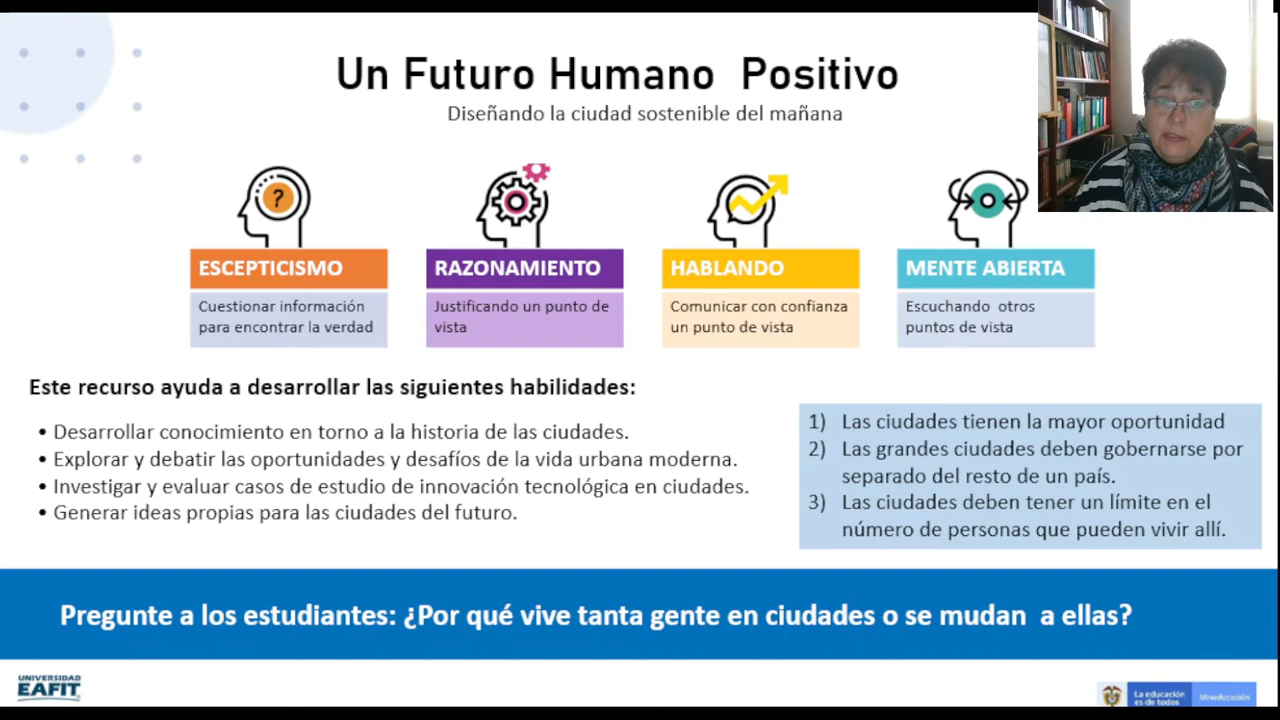 Un Futuro Humano Positivo
Diseñando la ciudad sostenible del mañana
?
ESCEPTICISMO
Cuestionar información
para encontrar la verdad
RAZONAMIENTO
Justificando un punto de
vista
HABLANDO
Comunicar con confianza
un punto de vista
MENTE ABIERTA
Escuchando otros
puntos de vista
Este recurso ayuda a desarrollar las siguientes habilidades:
• Desarrollar conocimiento en torno a la historia de las ciudades.
• Explorar y debatir las oportunidades y desafíos de la vida urbana moderna.
• Investigar y evaluar casos de estudio de innovación tecnológica en ciudades.
• Generar ideas propias para las ciudades del futuro.
1) Las ciudades tienen la mayor oportunidad
2) Las grandes ciudades deben gobernarse por
separado del resto de un país.
3) Las ciudades deben tener un límite en el
número de personas que pueden vivir allí.
Pregunte a los estudiantes: ¿Por qué vive tanta gente en ciudades o se mudan a ellas?
UNIVERSIDAD
EAFIT
La educación
es de todos
Mineducación